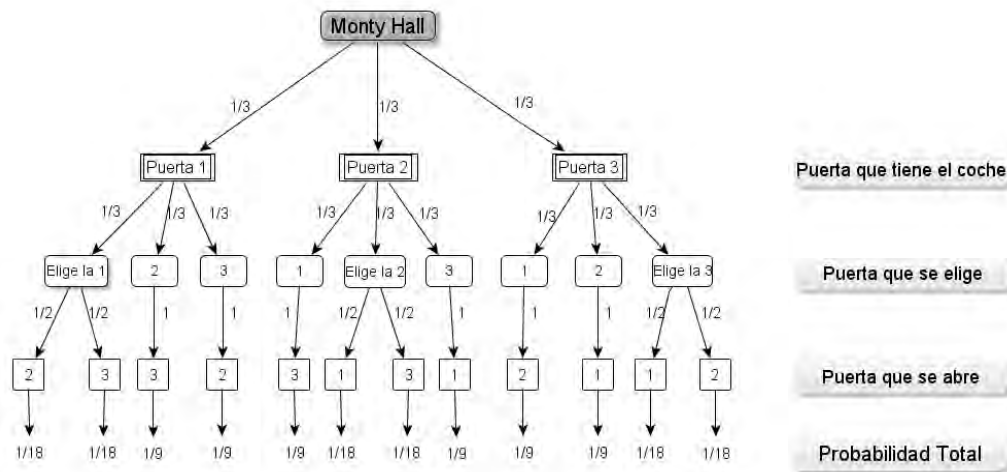 Monty Hall
1/3 1/3 1/3
Puerta 1 Puerta 2 Puerta 3 Puerta que tiene el coche
1/3 1/3 1/3 1/3 1/3 1/3 1/3 1/3 1/3
Elige la 1 2 3 1 Elige la 2 3 1 2 Elige la 3 Puerta que se elige
1/2 1/2 1 1 1 1/2 1/2 1 1 1 1/2 1/2
2 3 3 2 3 1 3 1 2 1 1 2 Puerta que se abre
1/18 1/18 1/9 1/9 1/9 1/18 1/18 1/9 1/9 1/9 1/18 1/18 Probabilidad Total